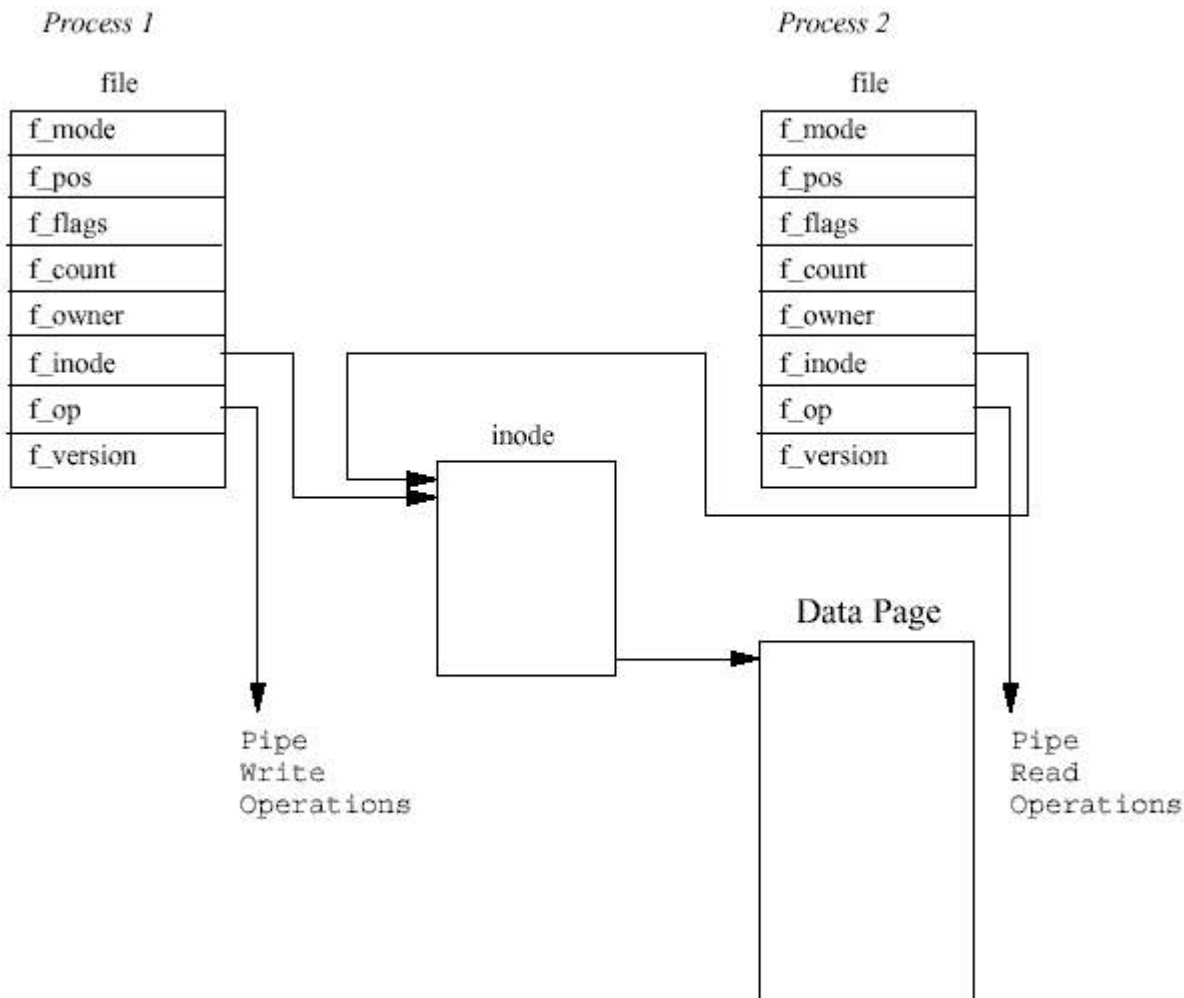 Process 1
file
f_mode
f_pos
f_flags
f_count
f_owner
f_inode
f_op
f_version
Pipe
Write
Operations
inode
Process 2
file
f_mode
f_pos
f_flags
f_count
f_owner
f_inode
f_op
f_version
Data Page
Pipe
Read
Operations